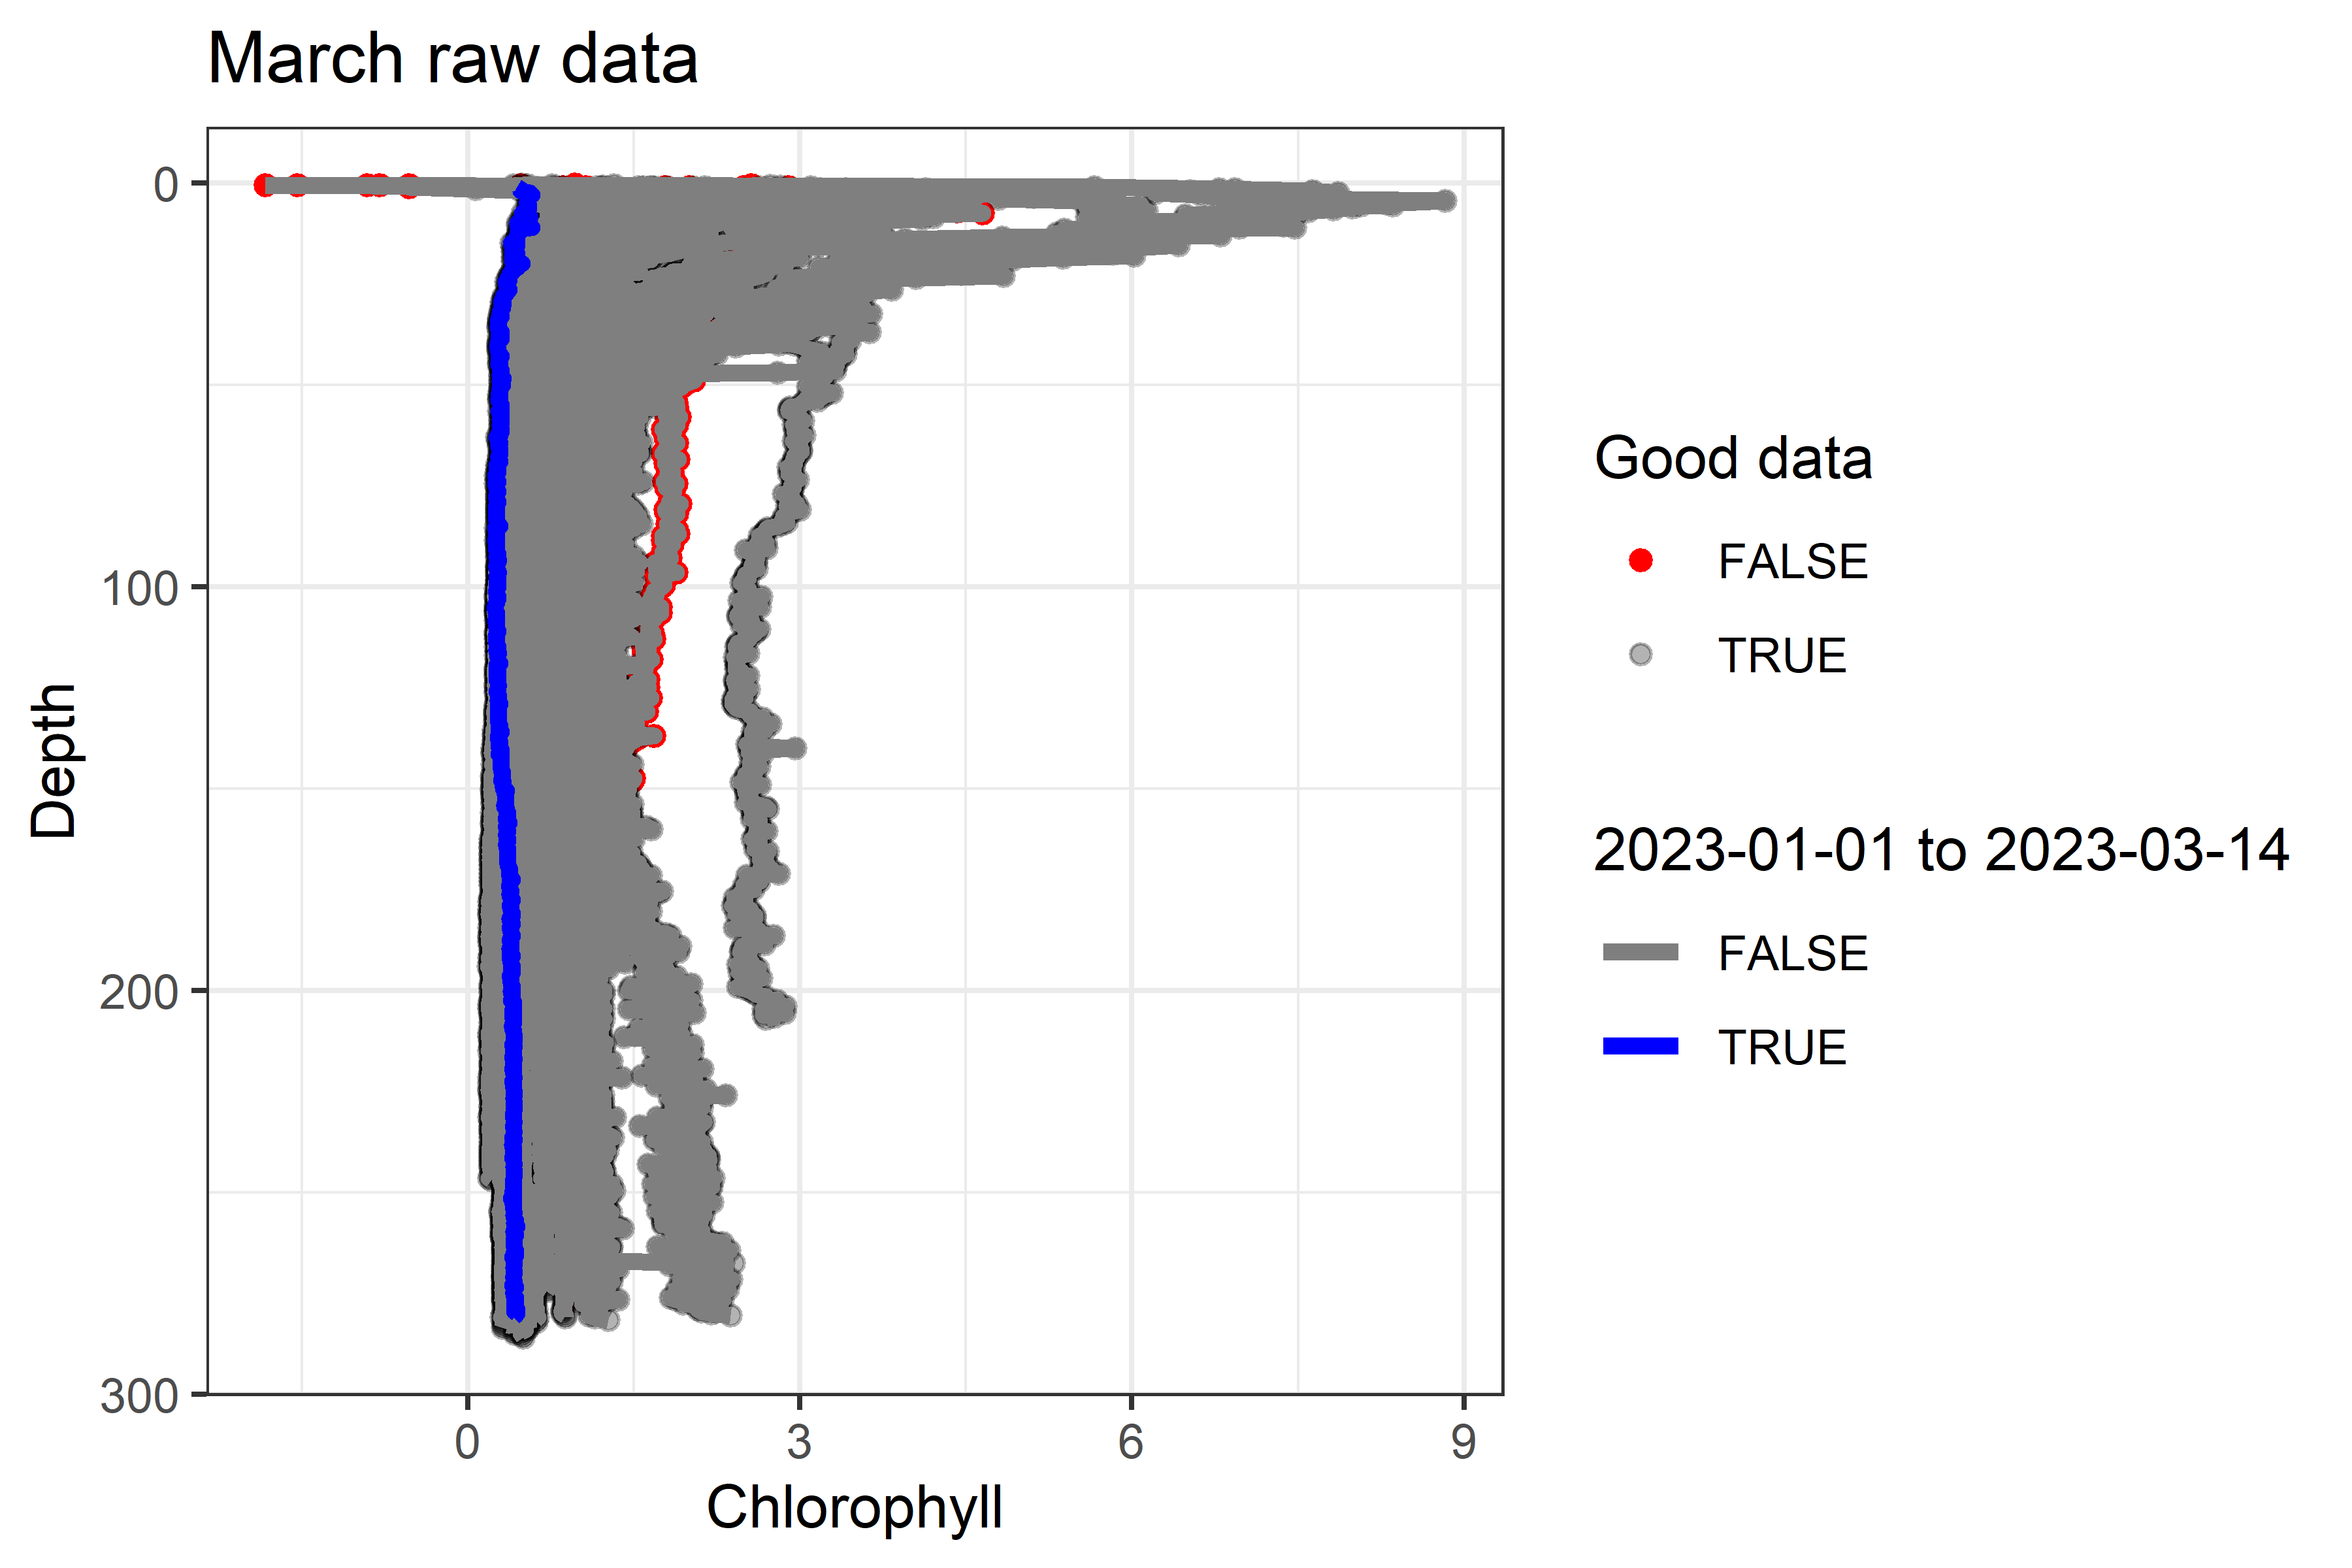 March raw data
0
100
200
300
Depth
0 3 6 9
Chlorophyll
Good data
FALSE
TRUE
2023-01-01 to 2023-03-14
FALSE
TRUE